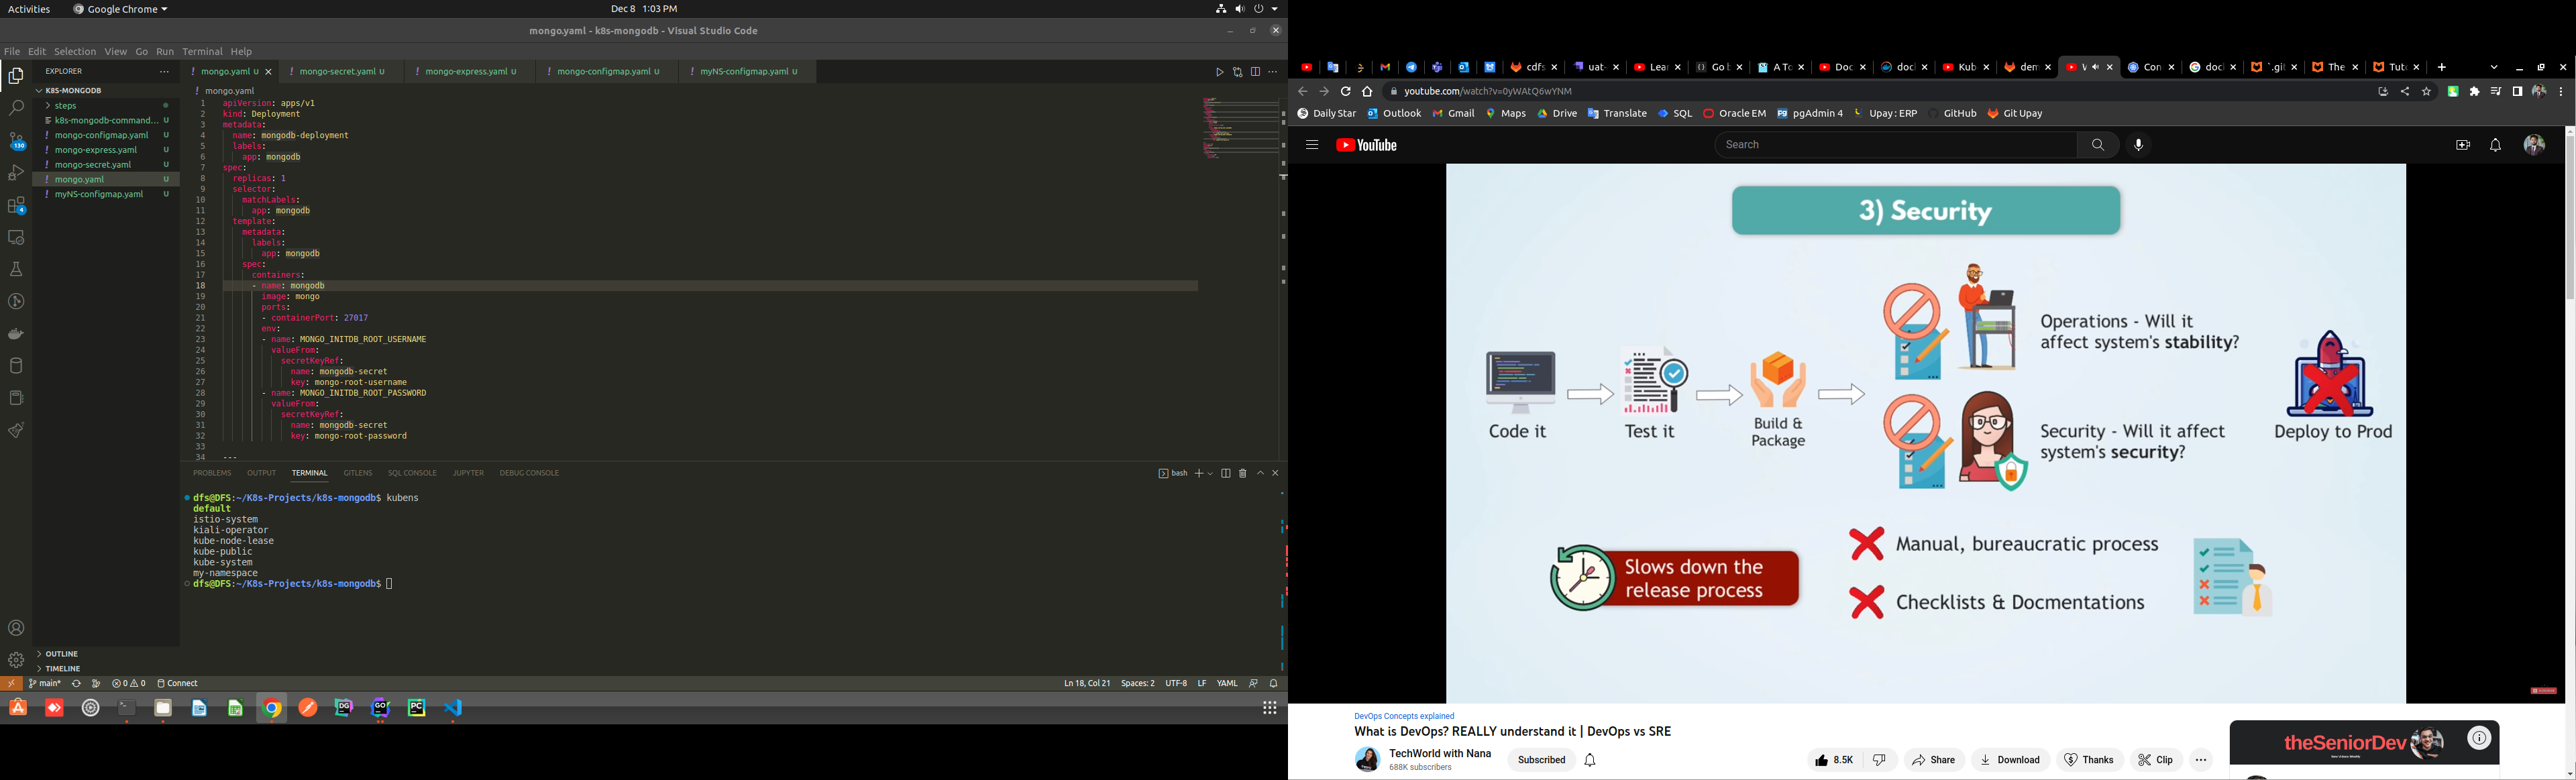 Activities
Google Chrome
Dec 8 1:03 PM
mongo.yaml - k8s-mongodb - Visual Studio Code
File Edit Selection View Go Run Terminal Help
EXPLORER
K8S-MONGODB
steps
k8s-mongodb-command... U
mongo-configmap.yaml U
mongo-express.yaml U
mongo-secret.yaml U
mongo.yaml U
myNS-configmap.yaml U
130
4
OUTLINE
TIMELINE
! mongo.yaml U
! mongo-secret.yaml U
! mongo-express.yaml U
! mongo-configmap.yaml U
! myNS-configmap.yaml U
! mongo.yaml
1 apiVersion: apps/v1
2 kind: Deployment
3 metadata:
4 name: mongodb-deployment
5 labels:
6 app: mongodb
7 spec:
8 replicas: 1
9 selector:
10 matchLabels:
11 app: mongodb
12 template:
13 metadata:
14 labels:
15 app: mongodb
16 spec:
17 containers:
18 - name: mongodb
19 image: mongo
20 ports:
21 - containerPort: 27017
22 env:
23 - name: MONGO_INITDB_ROOT_USERNAME
24 valueFrom:
25 secretKeyRef:
26 name: mongodb-secret
27 key: mongo-root-username
28 - name: MONGO_INITDB_ROOT_PASSWORD
29 valueFrom:
30 secretKeyRef:
31 name: mongodb-secret
32 key: mongo-root-password
33
34 ---
PROBLEMS OUTPUT TERMINAL GITLENS SQL CONSOLE JUPYTER DEBUG CONSOLE
bash
dfs@DFS:~/K8s-Projects/k8s-mongodb$ kubens
default
istio-system
kiali-operator
kube-node-lease
kube-public
kube-system
my-namespace
dfs@DFS:~/K8s-Projects/k8s-mongodb$
main* 0 0 Connect
Ln 18, Col 21 Spaces: 2 UTF-8 LF YAML
DG GO PC
cdfs uat- Lear Go b A To Doc doc Kub dem Con doc `.git The Tuto
youtube.com/watch?v=0yWAtQ6wYNM
Daily Star Outlook Gmail Maps Drive Translate SQL Oracle EM pgAdmin 4 Upay : ERP GitHub Git Upay
YouTube
Search
3) Security
Code it
Test it
Build &
Package
Operations - Will it
affect system's stability?
Security - Will it affect
system's security?
Deploy to Prod
Slows down the
release process
Manual, bureaucratic process
Checklists & Docmentations
DevOps Concepts explained
What is DevOps? REALLY understand it | DevOps vs SRE
TechWorld with Nana
688K subscribers
Subscribed
8.5K
Share
Download
Thanks
Clip
theSeniorDev